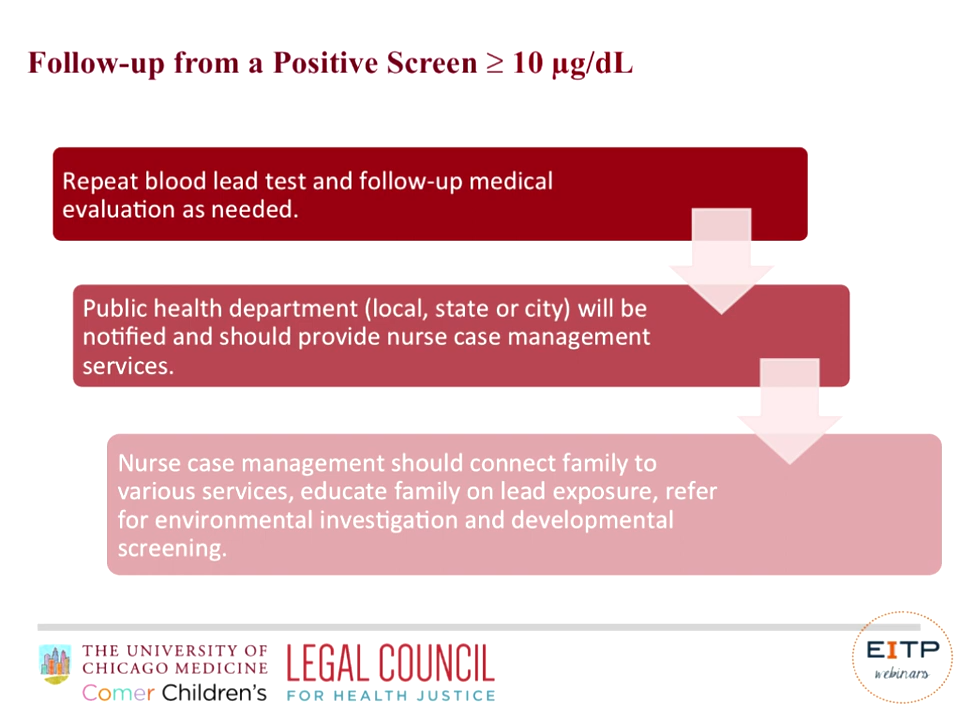 Follow-up from a Positive Screen ≥ 10 µg/dL
Repeat blood lead test and follow-up medical
evaluation as needed.
Public health department (local, state or city) will be
notified and should provide nurse case management
services.
Nurse case management should connect family to
various services, educate family on lead exposure, refer
for environmental investigation and developmental
screening.
THE UNIVERSITY OF
CHICAGO MEDICINE
Comer Children's
LEGAL COUNCIL
FOR HEALTH JUSTICE
EITP
webinars